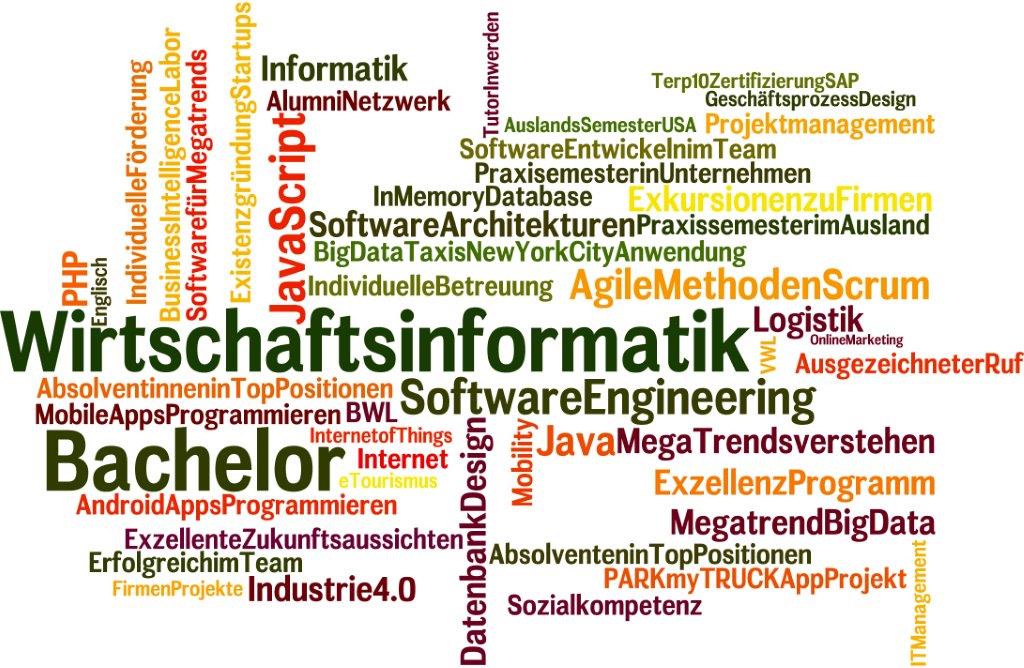 IndividuelleFörderung
BusinessIntelligenceLabor
SoftwarefürMegatrends
ExistenzgründungStartups
Informatik
AlumniNetzwerk
JavaScript
TutorInwerden
Terp10ZertifizierungSAP
GeschäftsprozessDesign
AuslandsSemesterUSA
Projektmanagement
SoftwareEntwickelnimTeam
PraxisemesterinUnternehmen
InMemoryDatabase
ExkursionenzuFirmen
SoftwareArchitekturen
PraxissemesterimAusland
BigDataTaxisNewYorkCityAnwendung
PHP
Englisch
IndividuelleBetreuung
AgileMethodenScrum
Wirtschaftsinformatik
Logistik
OnlineMarketing
VWL
AusgezeichneterRuf
AbsolventinneninTopPositionen
SoftwareEngineering
MobileAppsProgrammieren
BWL
Bachelor
InternetofThings
Internet
eTourismus
DatenbankDesign
Mobility
Java
MegaTrendsverstehen
ExzellenzProgramm
AndroidAppsProgrammieren
MegatrendBigData
ExzellenteZukunftsaussichten
AbsolventeninTopPositionen
ErfolgreichimTeam
PARKmyTRUCKAppProjekt
FirmenProjekte
Industrie4.0
Sozialkompetenz
ITManagement